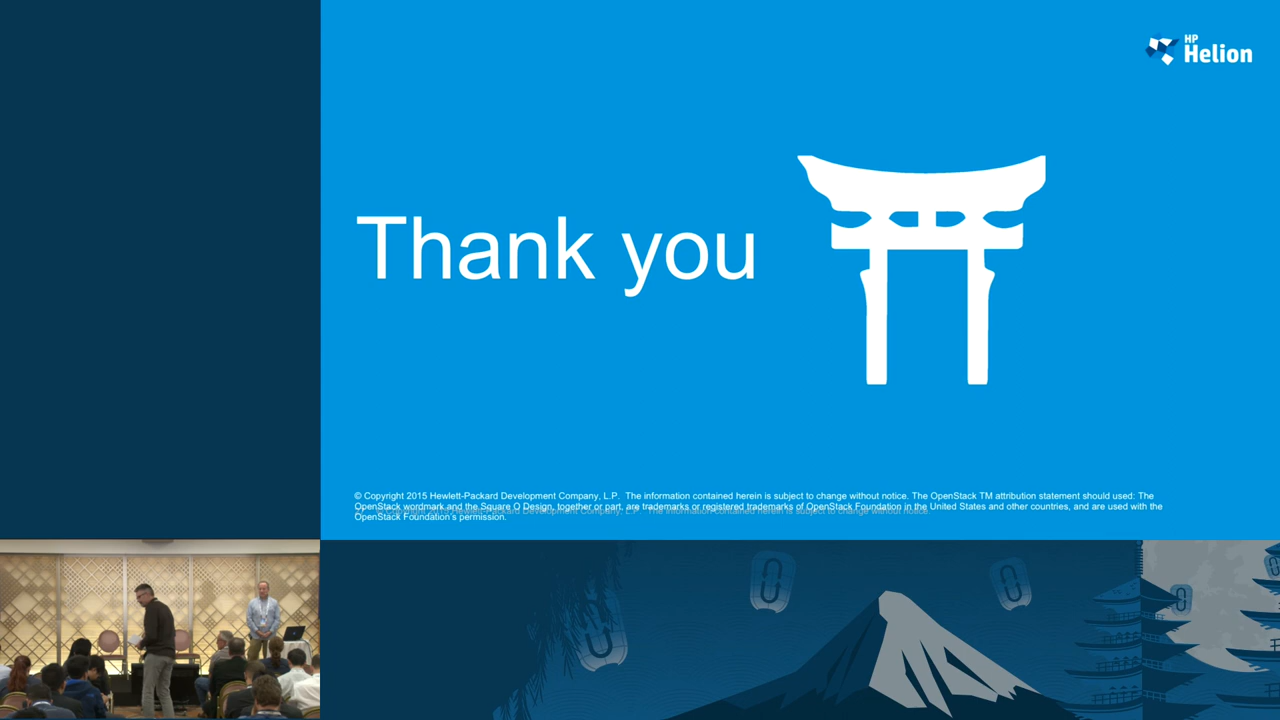 HP
Helion
Thank you
© Copyright 2015 Hewlett-Packard Development Company, L.P. The information contained herein is subject to change without notice. The OpenStack TM attribution statement should used: The
OpenStack wordmark and the Square O Design, together or part, are trademarks or registered trademarks of OpenStack Foundation in the United States and other countries, and are used with the
OpenStack Foundation's permission.